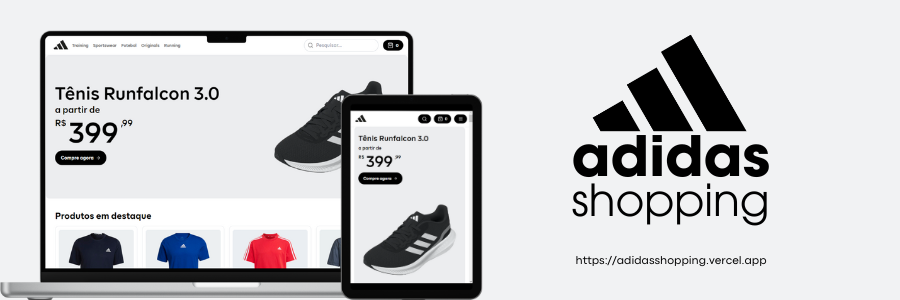 Training Sportswear Futebol Originals Running
Pesquisar...
0
Tênis Runfalcon 3.0
a partir de
R$ 399 ,99
Compre agora
Produtos em destaque
0
Tênis Runfalcon 3.0
a partir de
R$ 399 ,99
Compre agora
adidas
shopping
https://adidasshopping.vercel.app